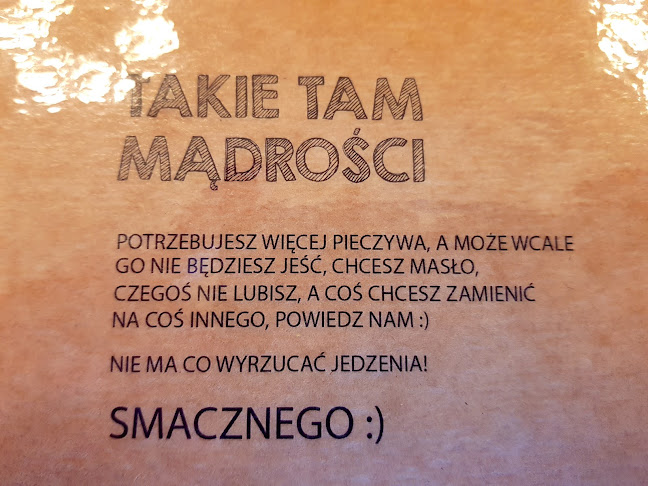 TAKIE TAM
MĄDROŚCI
POTRZEBUJESZ WIĘCEJ PIECZYWA, A MOŻE WCALE
GO NIE BĘDZIESZ JEŚĆ, CHCESZ MASŁO,
CZEGOŚ NIE LUBISZ, A COŚ CHCESZ ZAMIENIĆ
NA COŚ INNEGO, POWIEDZ NAM :)
NIE MA CO WYRZUCAĆ JEDZENIA!
SMACZNEGO :)